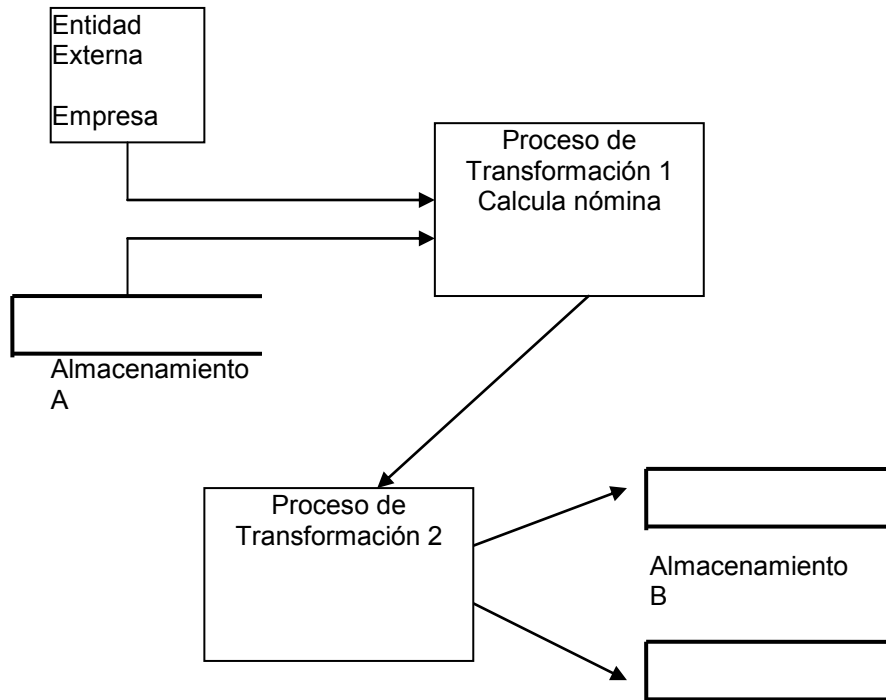 Entidad
Externa
Empresa
Proceso de
Transformación 1
Calcula nómina
Almacenamiento
A
Proceso de
Transformación 2
Almacenamiento
B